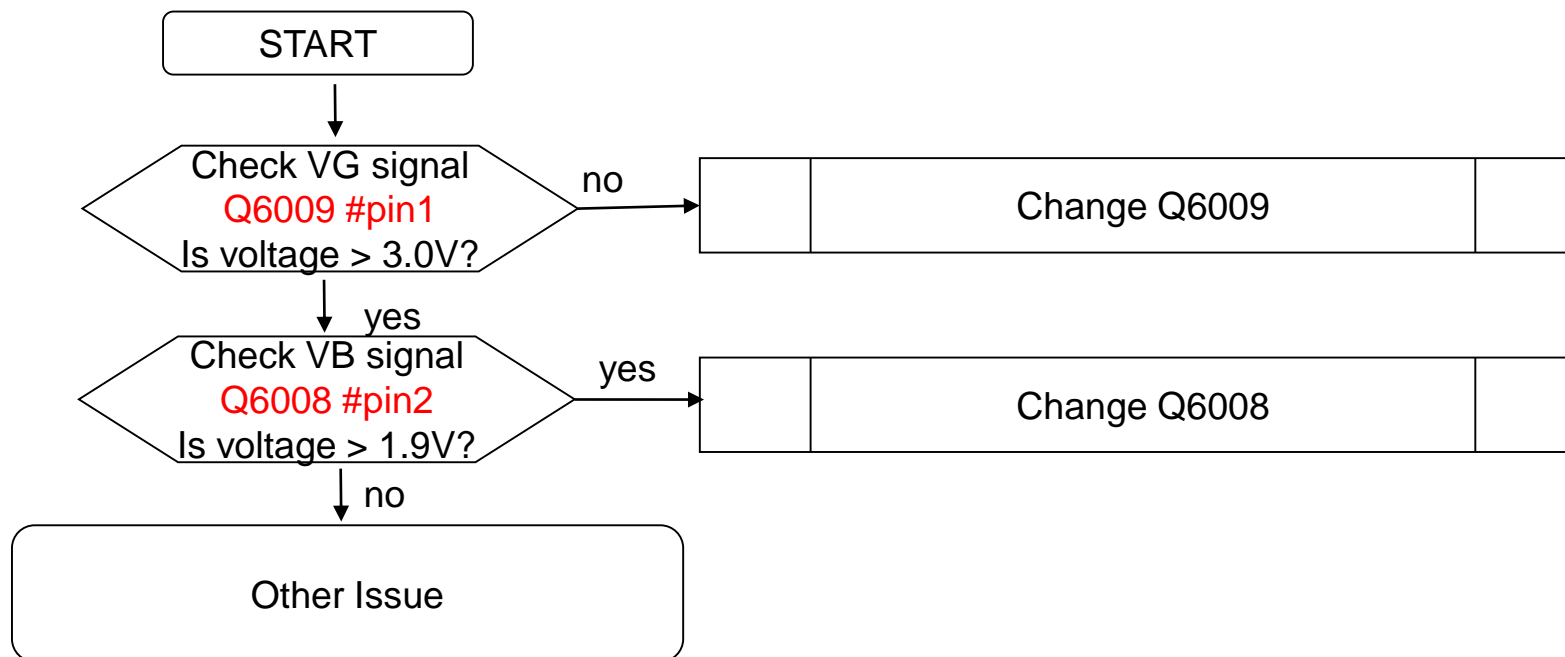 START
Check VG signal
Q6009 #pin1
Is voltage > 3.0V?
no
Change Q6009
yes
Check VB signal
Q6008 #pin2
Is voltage > 1.9V?
yes
Change Q6008
no
Other Issue